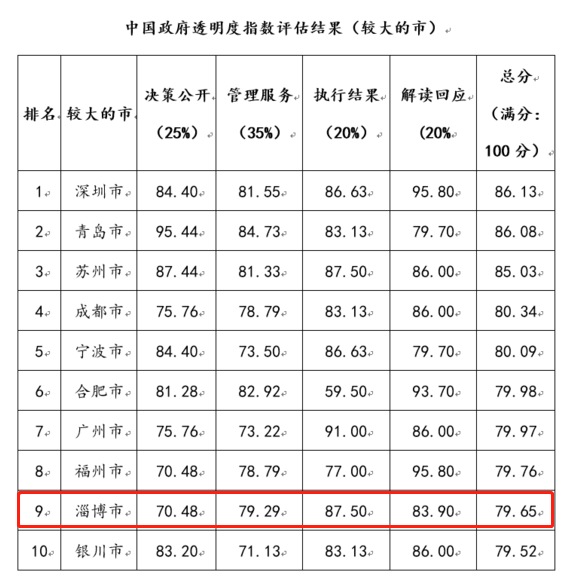 中国政府透明度指数评估结果（较大的市）
排名 较大的市 决策公开（25%） 管理服务（35%） 执行结果（20%） 解读回应（20% 总分（满分：100 分）
1 深圳市 84.40 81.55 86.63 95.80 86.13
2 青岛市 95.44 84.73 83.13 79.70 86.08
3 苏州市 87.44 81.33 87.50 86.00 85.03
4 成都市 75.76 78.79 83.13 86.00 80.34
5 宁波市 84.40 73.50 86.63 79.70 80.09
6 合肥市 81.28 82.92 59.50 93.70 79.98
7 广州市 75.76 73.22 91.00 86.00 79.97
8 福州市 70.48 78.79 77.00 95.80 79.76
9 淄博市 70.48 79.29 87.50 83.90 79.65
10 银川市 83.20 71.13 83.13 86.00 79.52